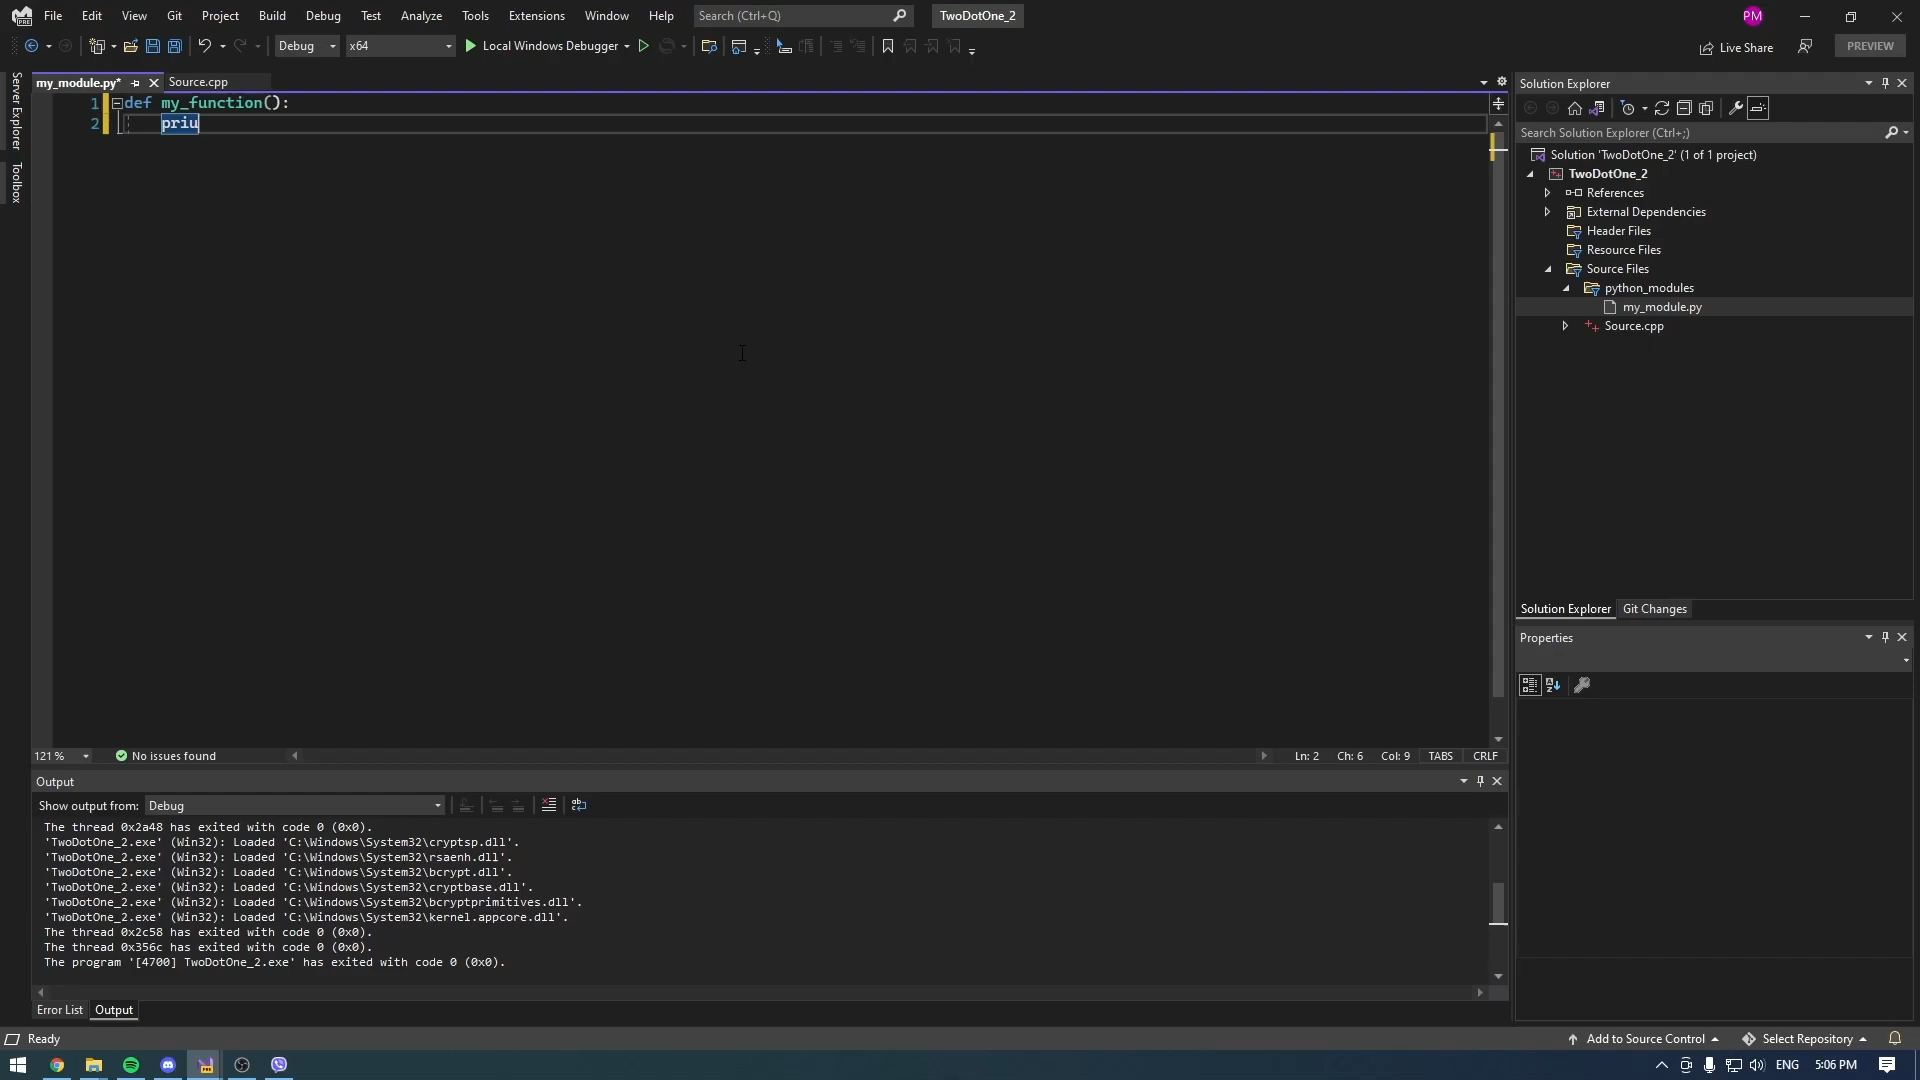 File Edit View Git Project Build Debug Test Analyze Tools Extensions Window Help Search (Ctrl+Q) TwoDotOne_2 PM
Debug x64 Local Windows Debugger Live Share PREVIEW
Server Explorer
Toolbox
my_module.py* Source.cpp
1 def my_function():
2 priu
121 % No issues found Ln: 2 Ch: 6 Col: 9 TABS CRLF
Output
Show output from: Debug
The thread 0x2a48 has exited with code 0 (0x0).
'TwoDotOne_2.exe' (Win32): Loaded 'C:\Windows\System32\cryptsp.dll'.
'TwoDotOne_2.exe' (Win32): Loaded 'C:\Windows\System32\rsaenh.dll'.
'TwoDotOne_2.exe' (Win32): Loaded 'C:\Windows\System32\bcrypt.dll'.
'TwoDotOne_2.exe' (Win32): Loaded 'C:\Windows\System32\cryptbase.dll'.
'TwoDotOne_2.exe' (Win32): Loaded 'C:\Windows\System32\bcryptprimitives.dll'.
'TwoDotOne_2.exe' (Win32): Loaded 'C:\Windows\System32\kernel.appcore.dll'.
The thread 0x2c58 has exited with code 0 (0x0).
The thread 0x356c has exited with code 0 (0x0).
The program '[4700] TwoDotOne_2.exe' has exited with code 0 (0x0).
Error List Output
Solution Explorer
Search Solution Explorer (Ctrl+;)
Solution 'TwoDotOne_2' (1 of 1 project)
TwoDotOne_2
References
External Dependencies
Header Files
Resource Files
Source Files
python_modules
my_module.py
Source.cpp
Solution Explorer Git Changes
Properties
Ready Add to Source Control Select Repository
ENG 5:06 PM